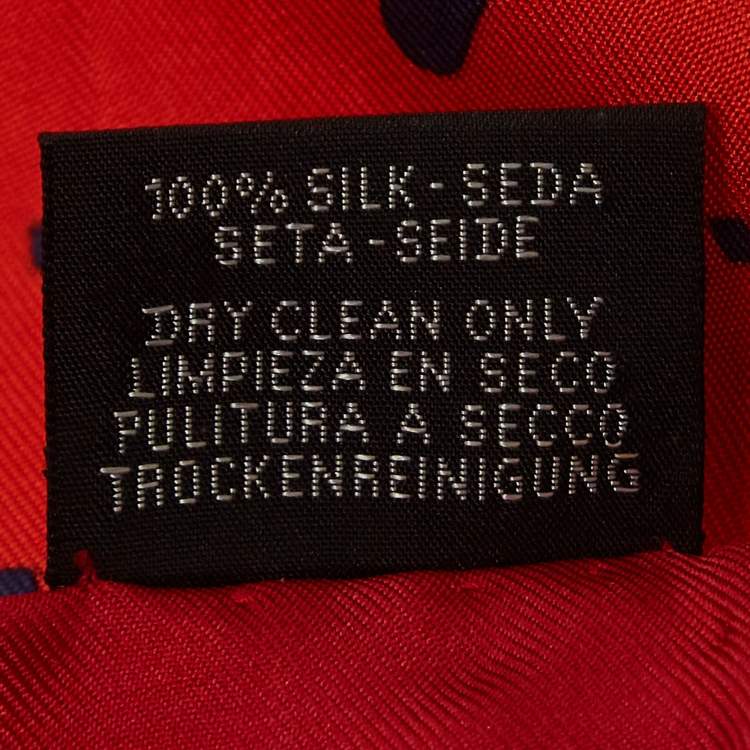 100% SILK - SEDA
SETA - SEIDE
DRY CLEAN ONLY
LIMPIEZA EN SECO
PULITURA A SECCO
TROCKENREINIGUNG